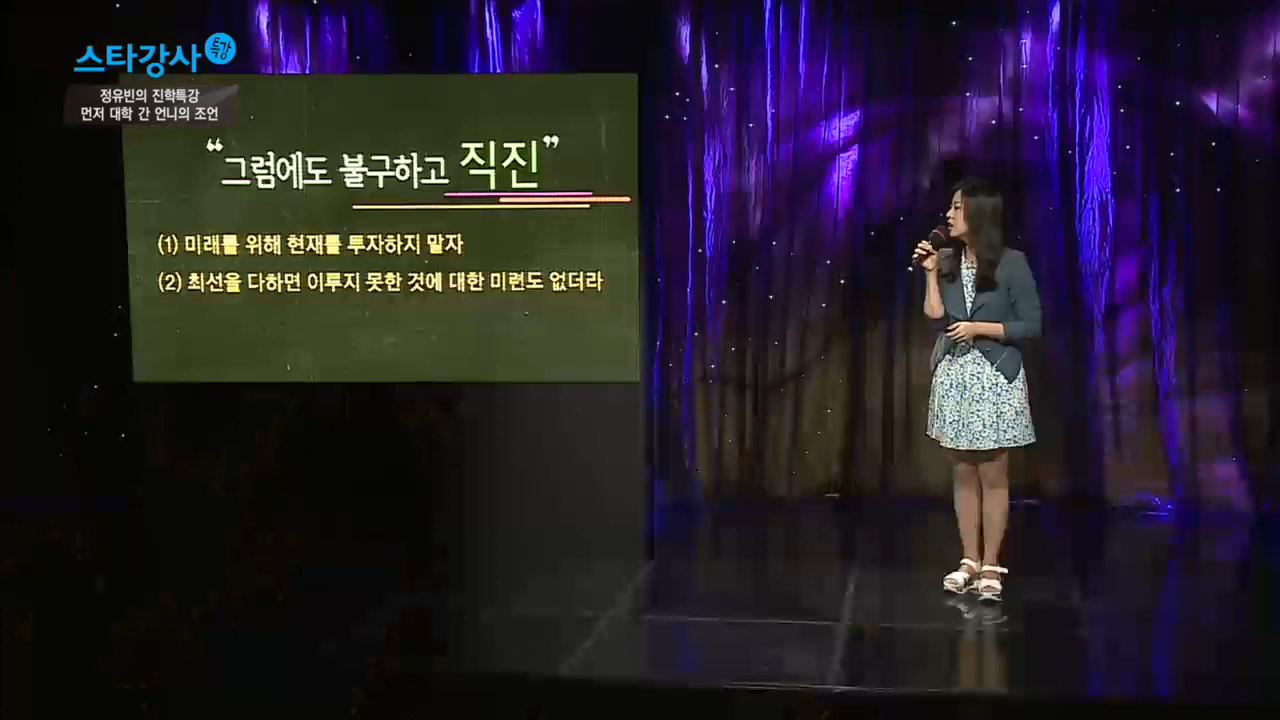 스타강사 특강
정유빈의 진학특강
먼저 대학 간 언니의 조언
“그럼에도 불구하고 직진”
(1) 미래를 위해 현재를 투자하지 말자
(2) 최선을 다하면 이루지 못한 것에 대한 미련도 없더라